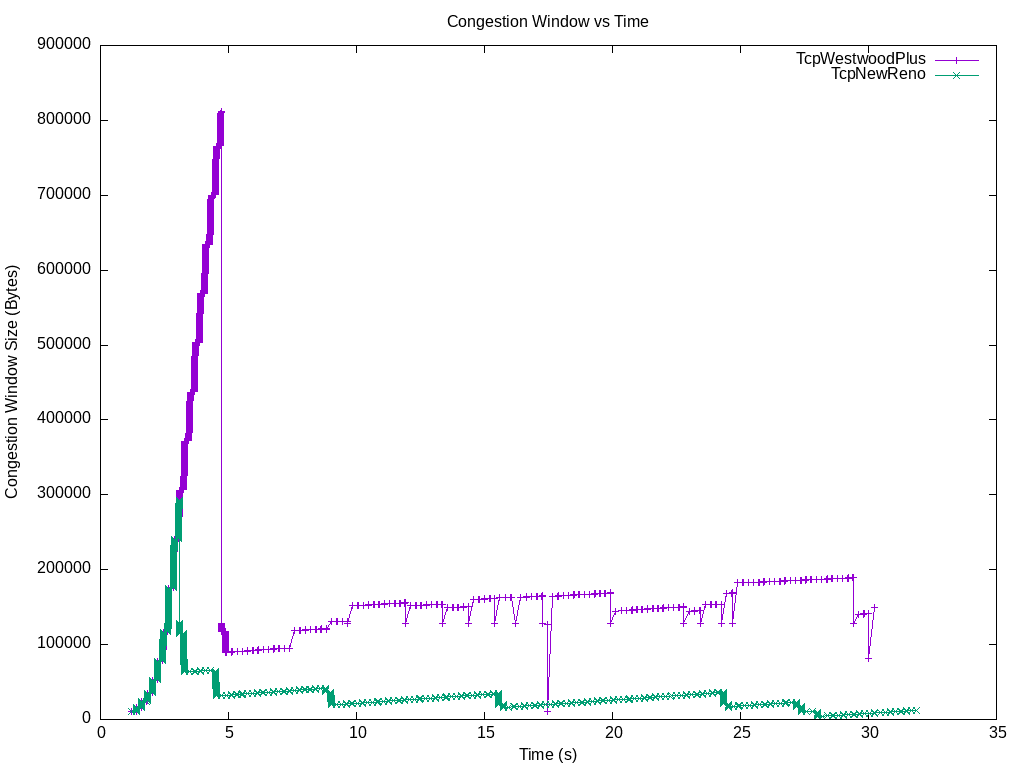 Congestion Window vs Time
TcpWestwoodPlus
TcpNewReno
Congestion Window Size (Bytes)
900000
800000
700000
600000
500000
400000
300000
200000
100000
0
0 5 10 15 20 25 30 35
Time (s)